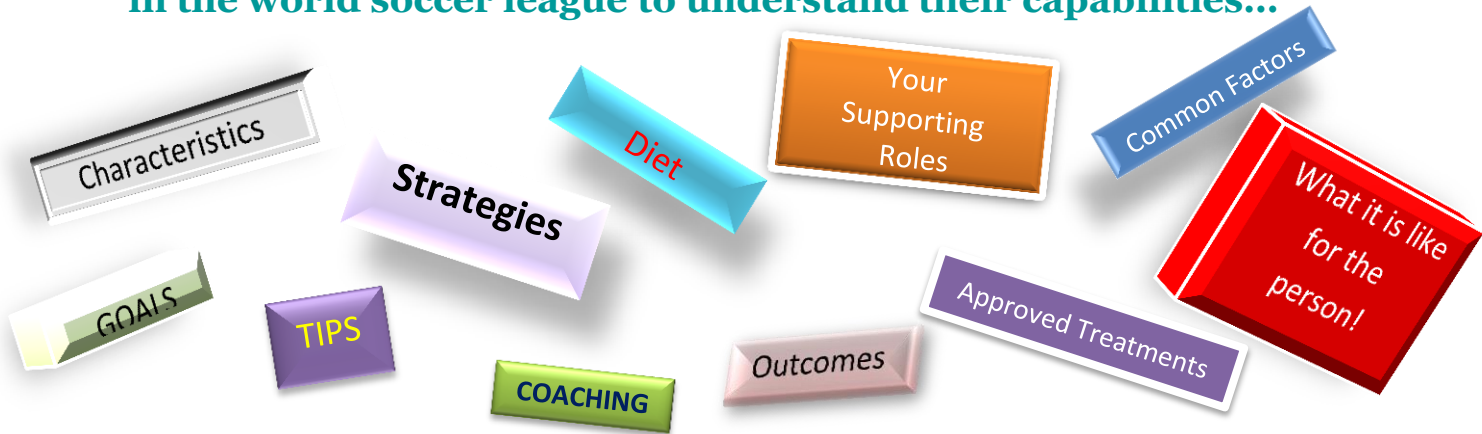 in the world soccer league to understand their capabilities...
Characteristics
Strategies
Diet
Your
Supporting
Roles
Common Factors
What it is like
for the
person!
GOALS
TIPS
COACHING
Outcomes
Approved Treatments